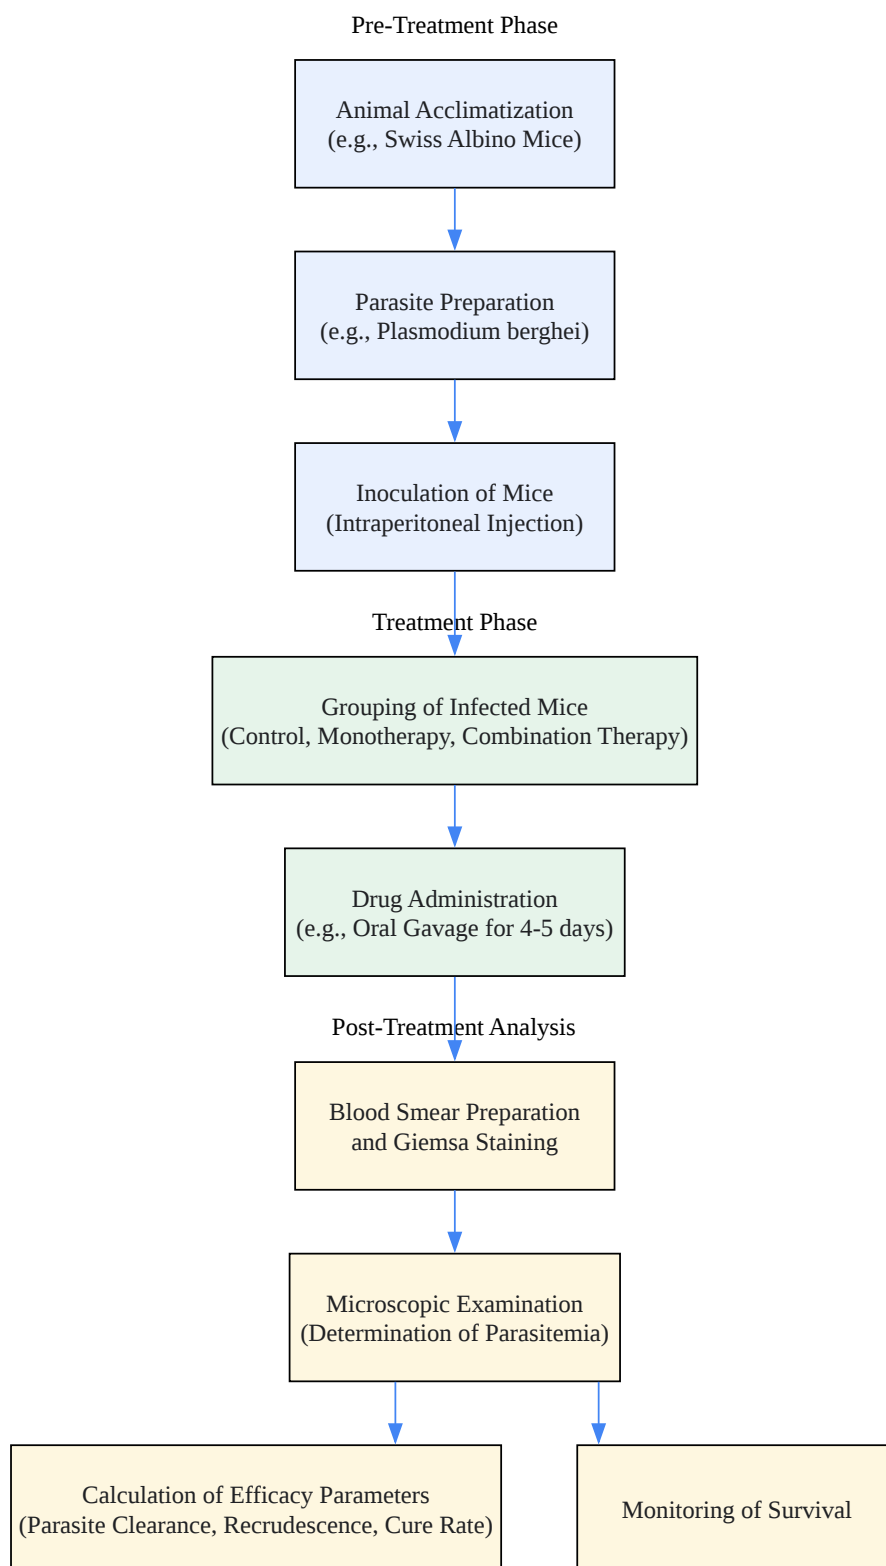 Pre-Treatment Phase
Animal Acclimatization
(e.g., Swiss Albino Mice)
Parasite Preparation
(e.g., Plasmodium berghei)
Inoculation of Mice
(Intraperitoneal Injection)
Treatment Phase
Grouping of Infected Mice
(Control, Monotherapy, Combination Therapy)
Drug Administration
(e.g., Oral Gavage for 4-5 days)
Post-Treatment Analysis
Blood Smear Preparation
and Giemsa Staining
Microscopic Examination
(Determination of Parasitemia)
Calculation of Efficacy Parameters
(Parasite Clearance, Recrudescence, Cure Rate)
Monitoring of Survival